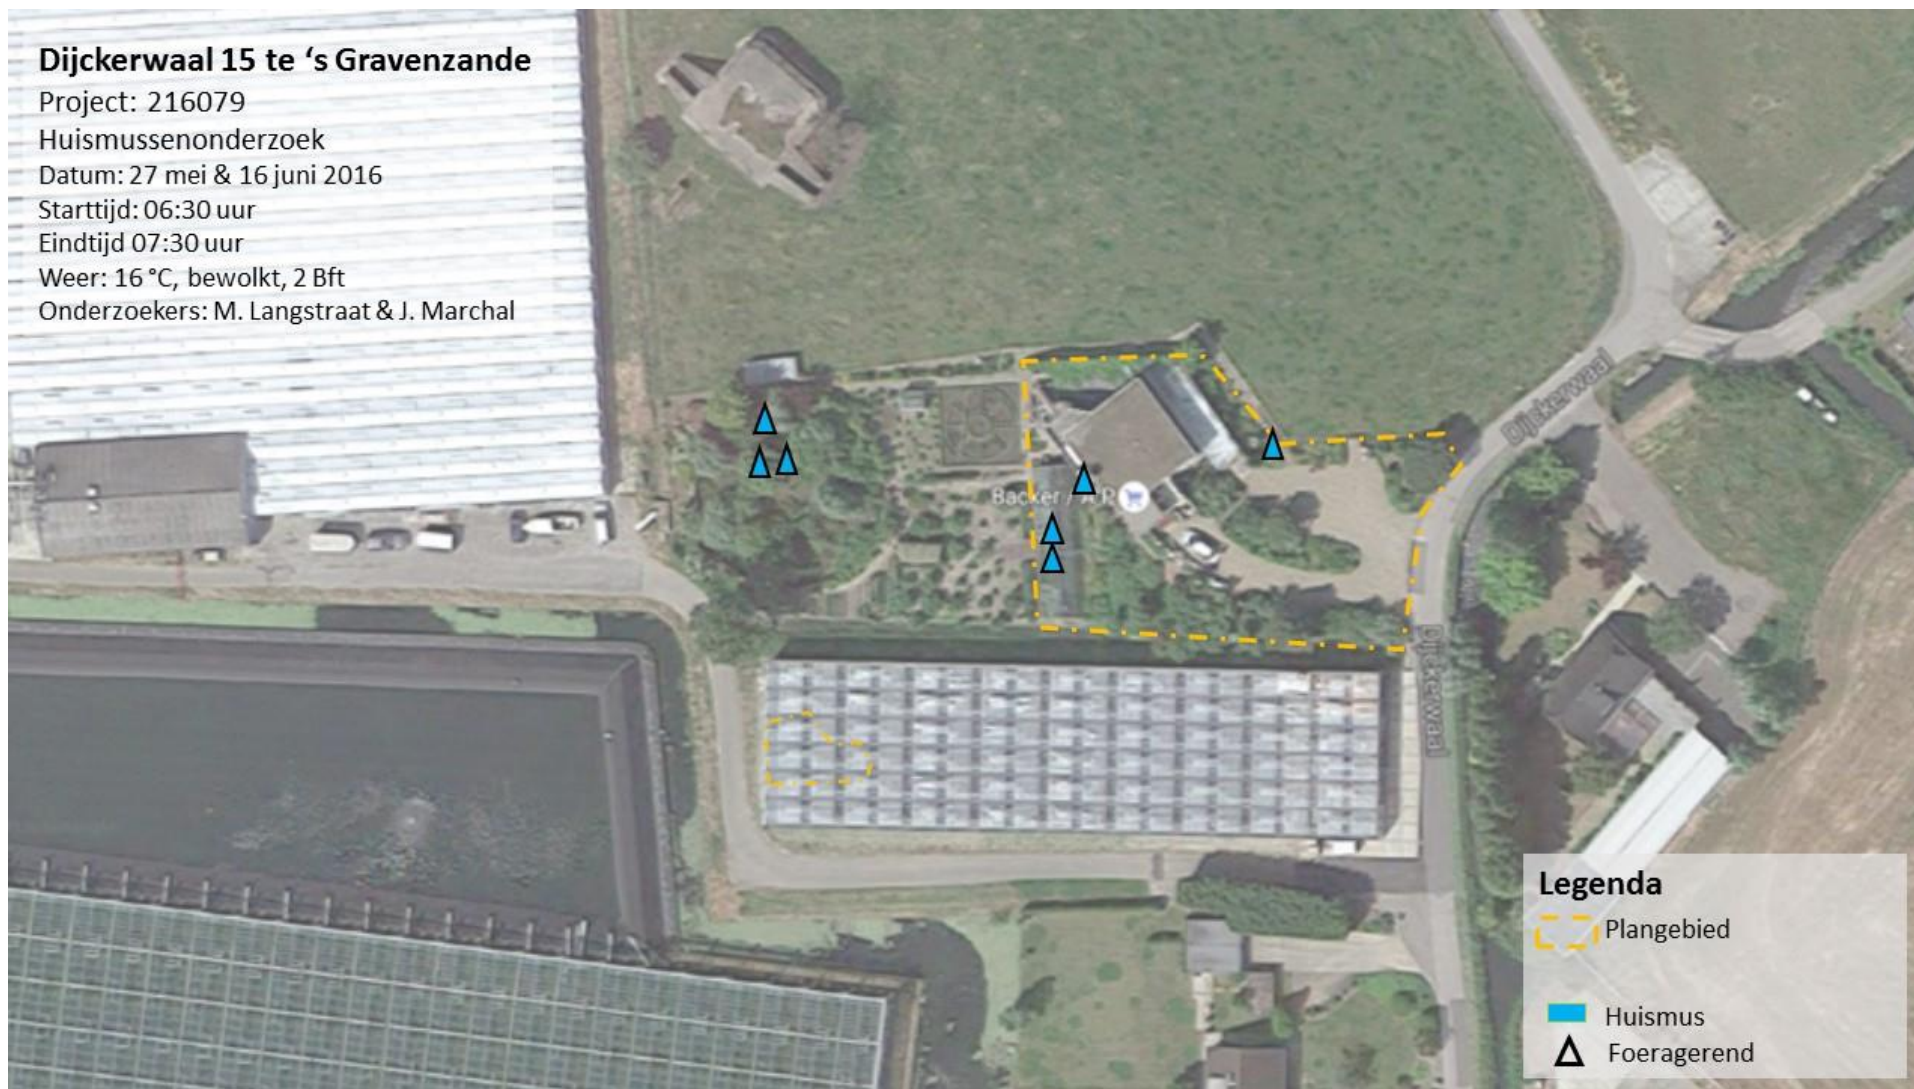 Dijckerwaal 15 te ‘s Gravenzande
Project: 216079
Huismussenonderzoek
Datum: 27 mei & 16 juni 2016
Starttijd: 06:30 uur
Eindtijd 07:30 uur
Weer: 16 °C, bewolkt, 2 Bft
Onderzoekers: M. Langstraat & J. Marchal
Dijckerwaal
Backer / A P
Dijckerwaal
Legenda
Plangebied
Huismus
Foeragerend